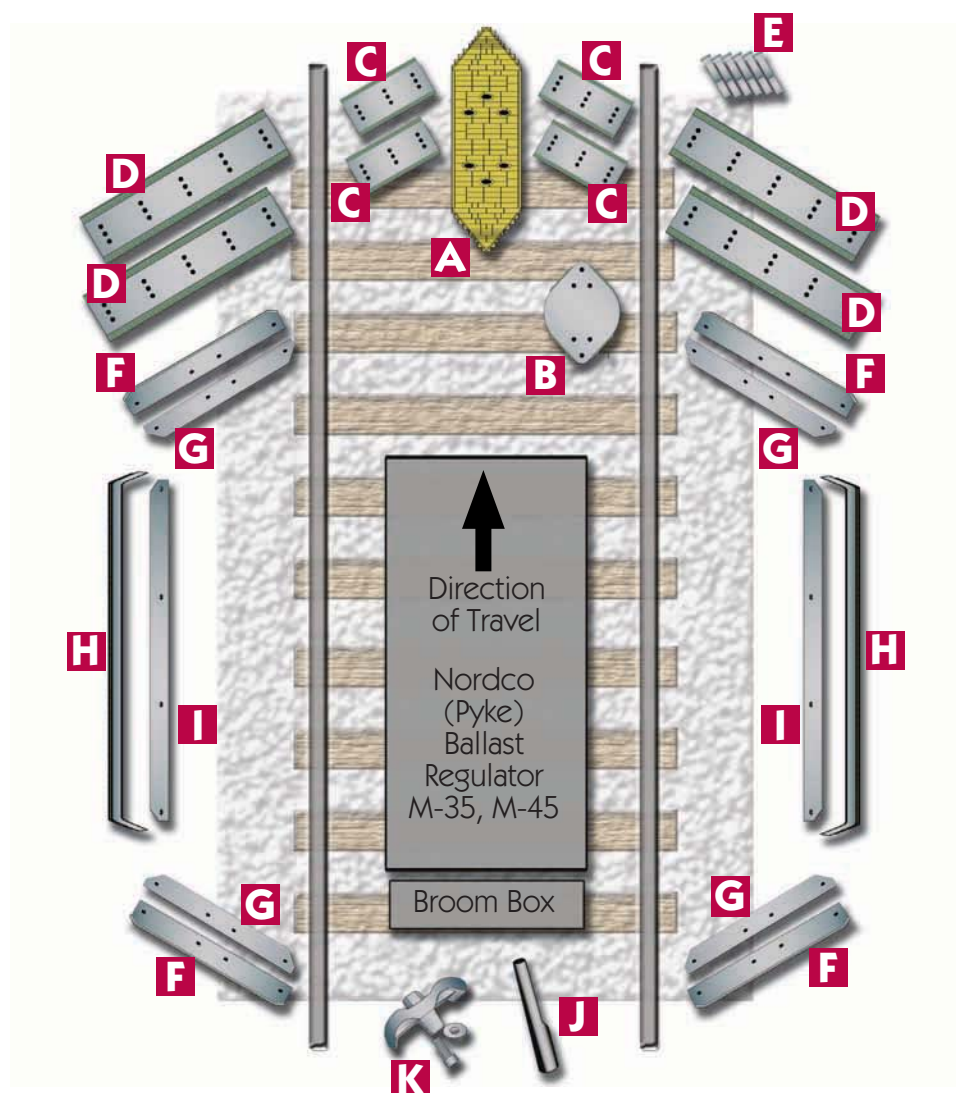 E
C
C
D
C
C
D
A
D
D
B
F
F
G
G
Direction
of Travel
H
H
Nordco
(Pyke)
I
I
Ballast
Regulator
M-35, M-45
G
G
Broom Box
F
F
J
K